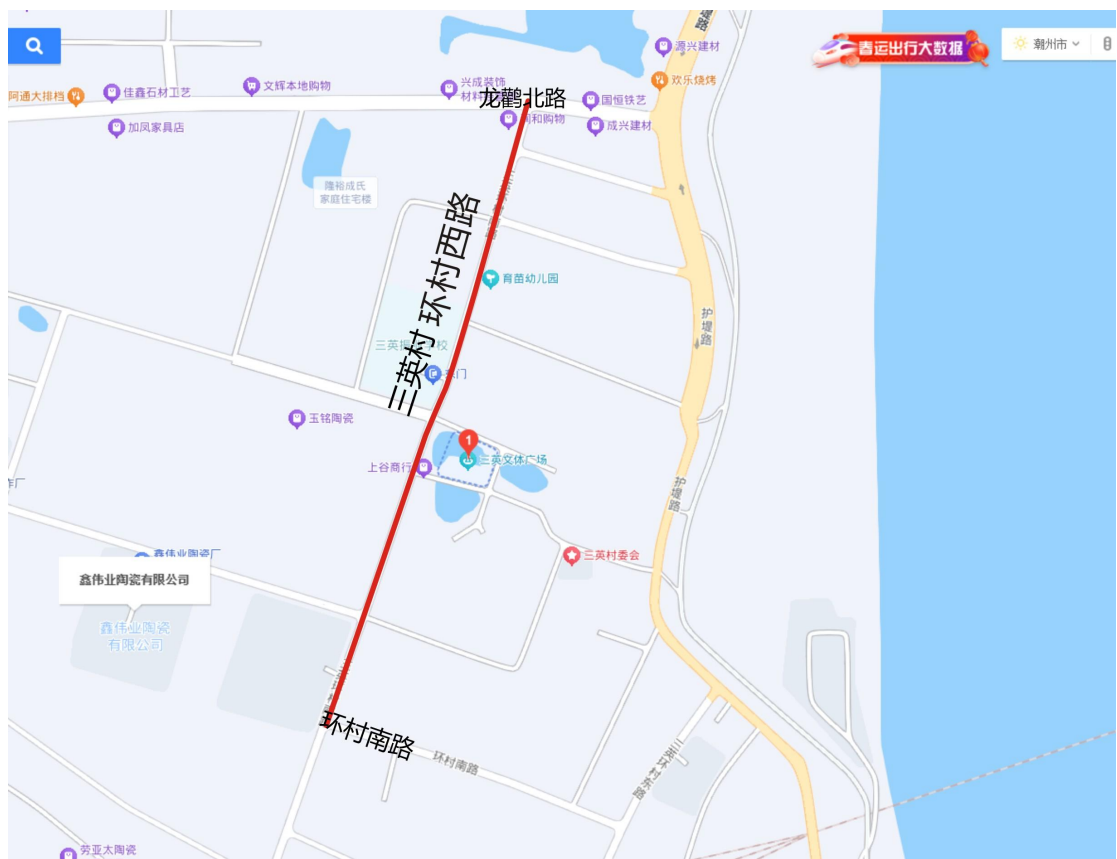 源兴建材
春运出行大数据
潮州市
欢乐烧烤
阿通大排档
佳鑫石材工艺
文辉本地购物
兴成装饰
材料
龙鹳北路
国恒铁艺
加凤家具店
和购物
成兴建材
隆裕成氏
家庭住宅楼
三英村 环村西路
育苗幼儿园
护堤路
三英振
校
门
玉铭陶瓷
上谷商行
1
三英文体广场
护堤路
作厂
鑫伟业陶瓷厂
三英村委会
鑫伟业陶瓷有限公司
鑫伟业陶瓷
有限公司
环村南路
环村南路
三英环村东路
劳亚太陶瓷